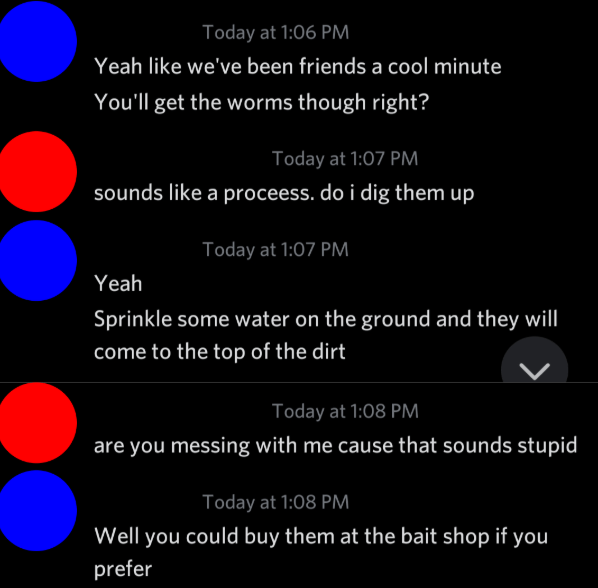 Today at 1:06 PM
Yeah like we've been friends a cool minute
You'll get the worms though right?
Today at 1:07 PM
sounds like a proceess. do i dig them up
Today at 1:07 PM
Yeah
Sprinkle some water on the ground and they will
come to the top of the dirt
Today at 1:08 PM
are you messing with me cause that sounds stupid
Today at 1:08 PM
Well you could buy them at the bait shop if you
prefer